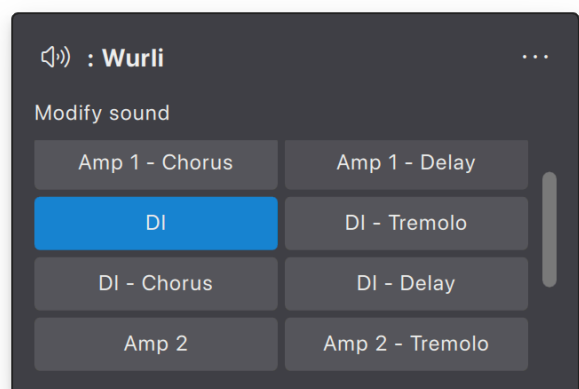 : Wurli
Modify sound
Amp 1 - Chorus
Amp 1 - Delay
DI
DI - Tremolo
DI - Chorus
DI - Delay
Amp 2
Amp 2 - Tremolo